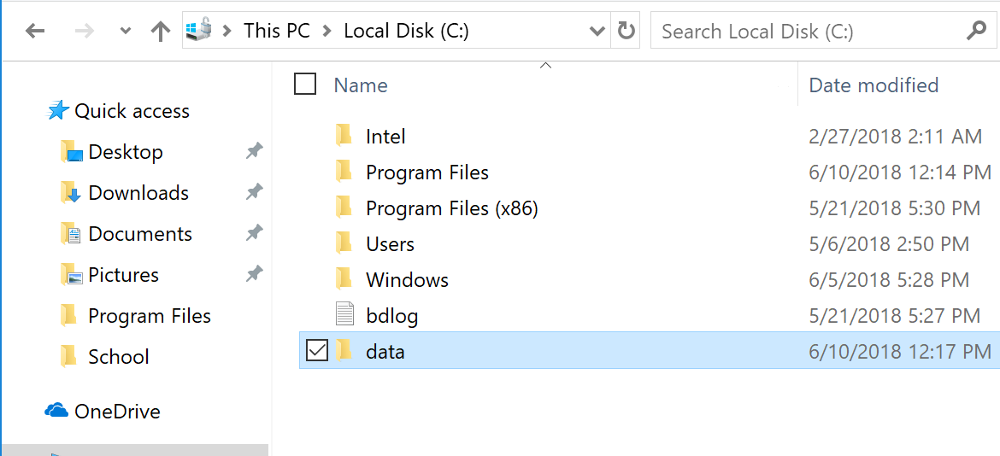 This PC Local Disk (C:) Search Local Disk (C:)
Name Date modified
Quick access
Desktop
Downloads
Documents
Pictures
Program Files
School
OneDrive
Intel 2/27/2018 2:11 AM
Program Files 6/10/2018 12:14 PM
Program Files (x86) 5/21/2018 5:30 PM
Users 5/6/2018 2:50 PM
Windows 6/5/2018 5:28 PM
bdlog 5/21/2018 5:27 PM
data 6/10/2018 12:17 PM